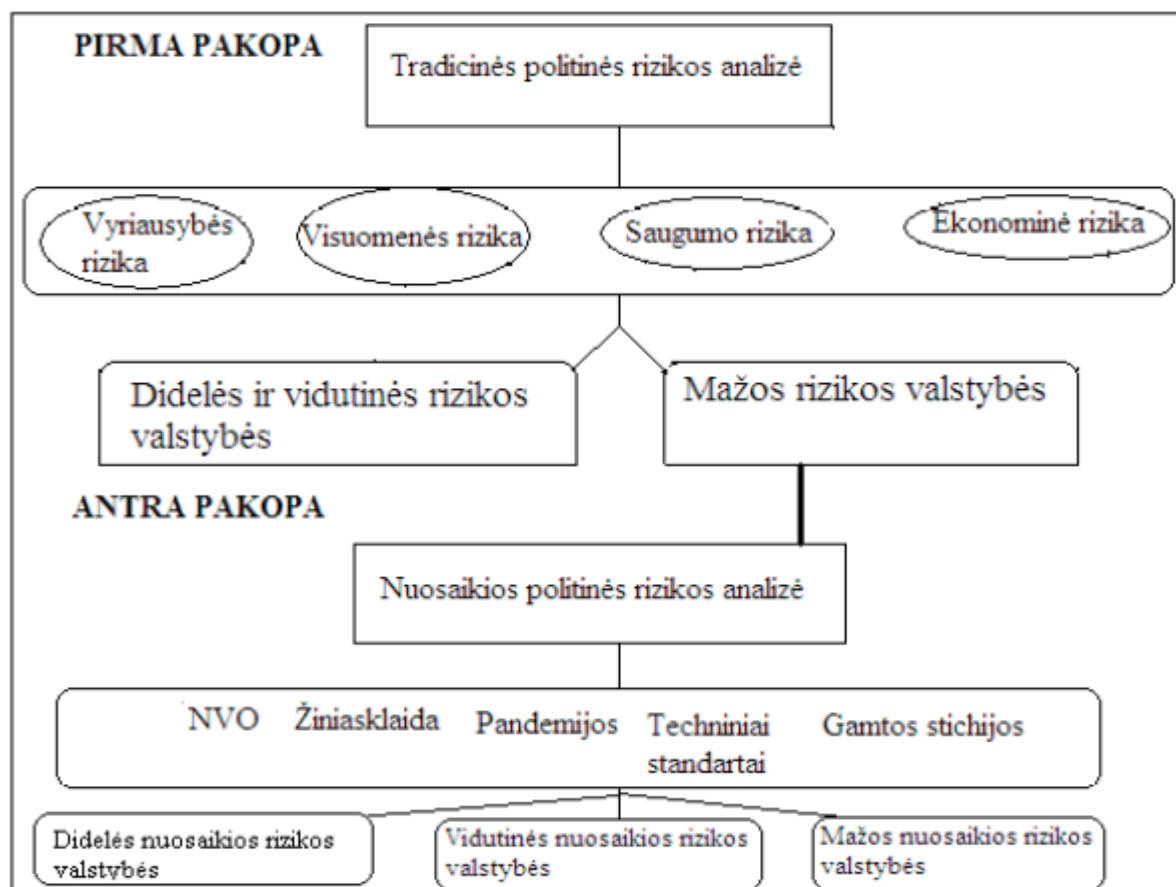 PIRMA PAKOPA
Tradicinės politinės rizikos analizė
Vyriausybės
rizika
Visuomenės rizika
Saugumo rizika
Ekonominė rizika
Didelės ir vidutinės rizikos
valstybės
Mažos rizikos valstybės
ANTRA PAKOPA
Nuosaikios politinės rizikos analizė
NVO
Žiniasklaida
Pandemijos
Techniniai
standartai
Gamtos stichijos
Didelės nuosaikios rizikos
valstybės
Vidutinės nuosaikios rizikos
valstybės
Mažos nuosaikios rizikos
valstybės